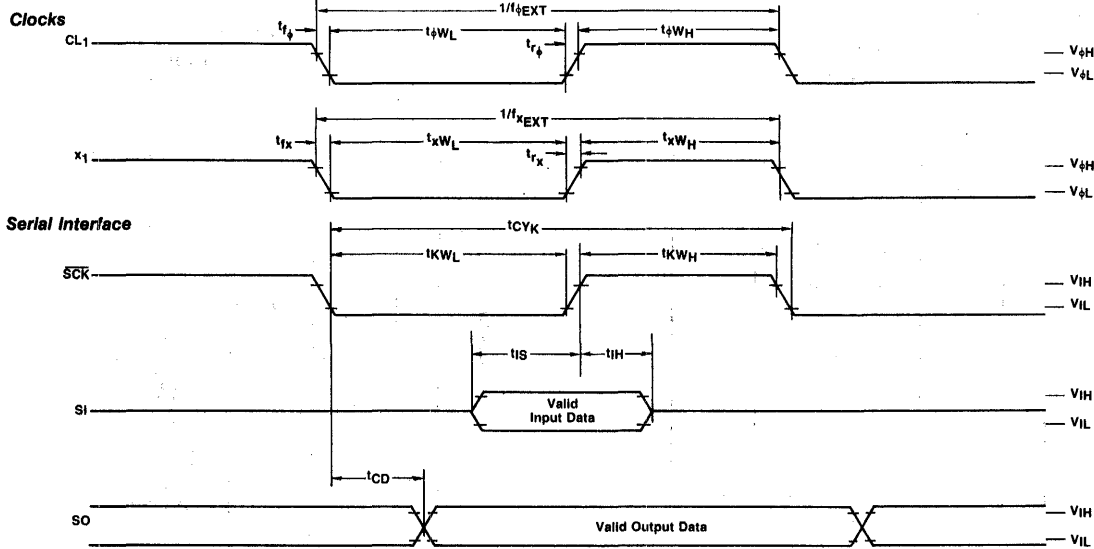 Clocks
1/fφEXT
tfφ
tφWL
trφ
tφWH
CL1
VφH
VφL
1/fXEXT
tfx
txWL
trx
txWH
X1
VφH
VφL
Serial Interface
tCYK
tKWL
tKWH
SCK
VIH
VIL
tIS
tIH
SI
Valid
Input Data
VIH
VIL
tCD
SO
Valid Output Data
VIH
VIL